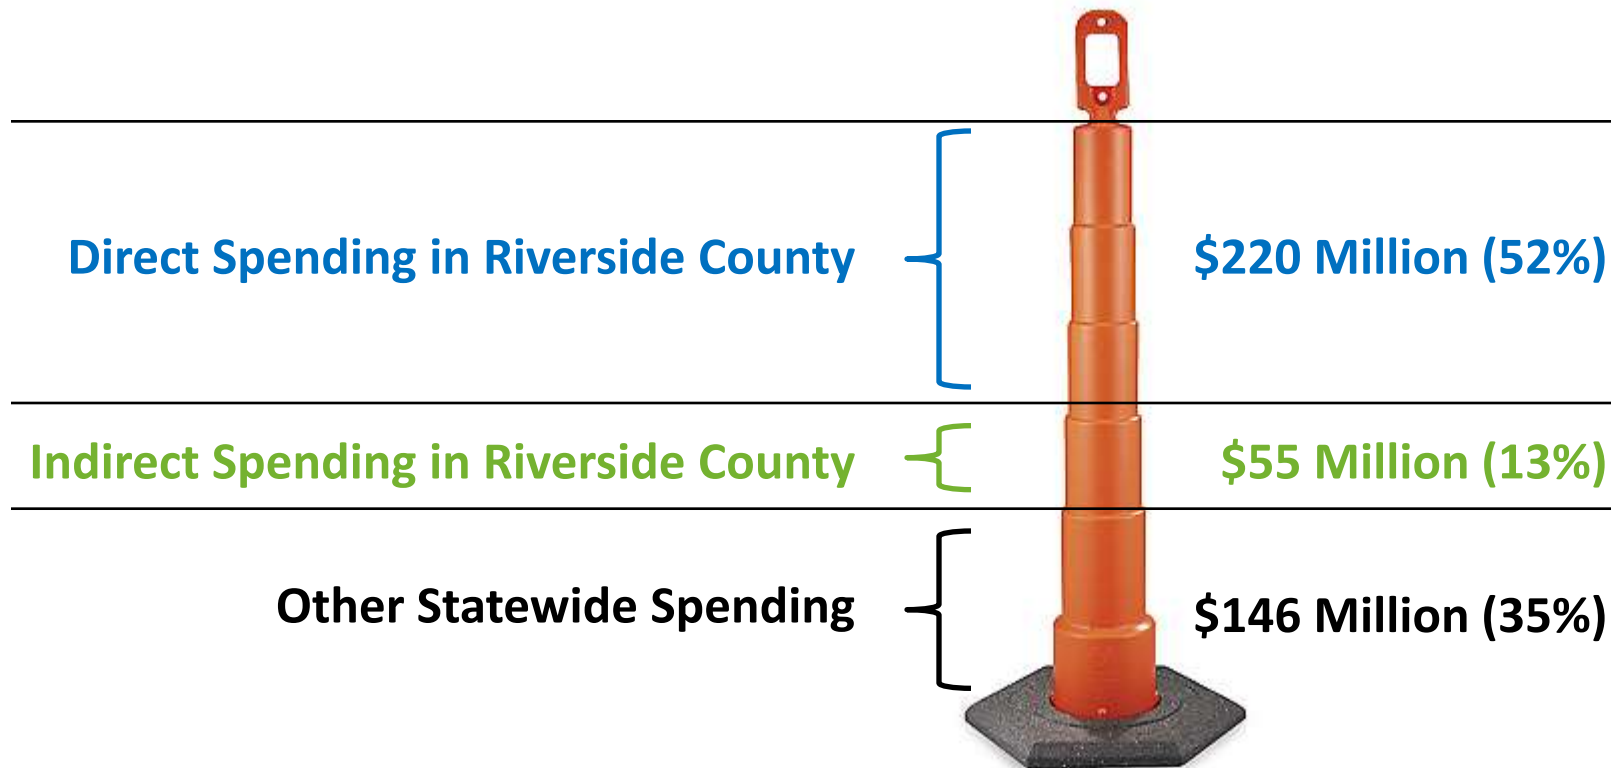 Direct Spending in Riverside County
$220 Million (52%)
Indirect Spending in Riverside County
$55 Million (13%)
Other Statewide Spending
$146 Million (35%)